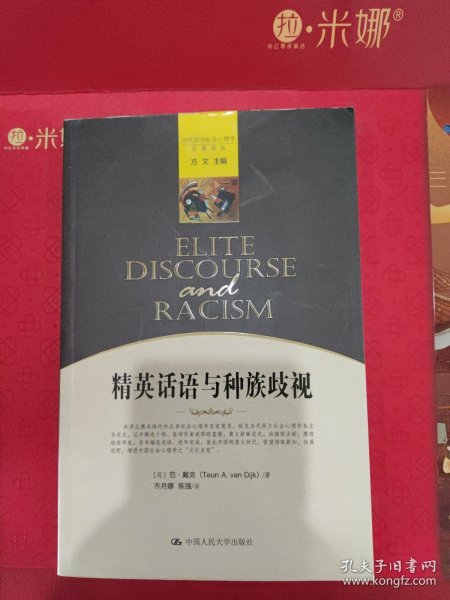 拉·米娜®
拉·米娜
当代西方社会心理学
名著译丛
方文 主编
ELITE
DISCOURSE
and
RACISM
精英话语与种族歧视
[荷] 范·戴克（Teun A. van Dijk）/著
齐月娜 陈强/译
中国人民大学出版社
孔夫子旧书网
kongfz.com